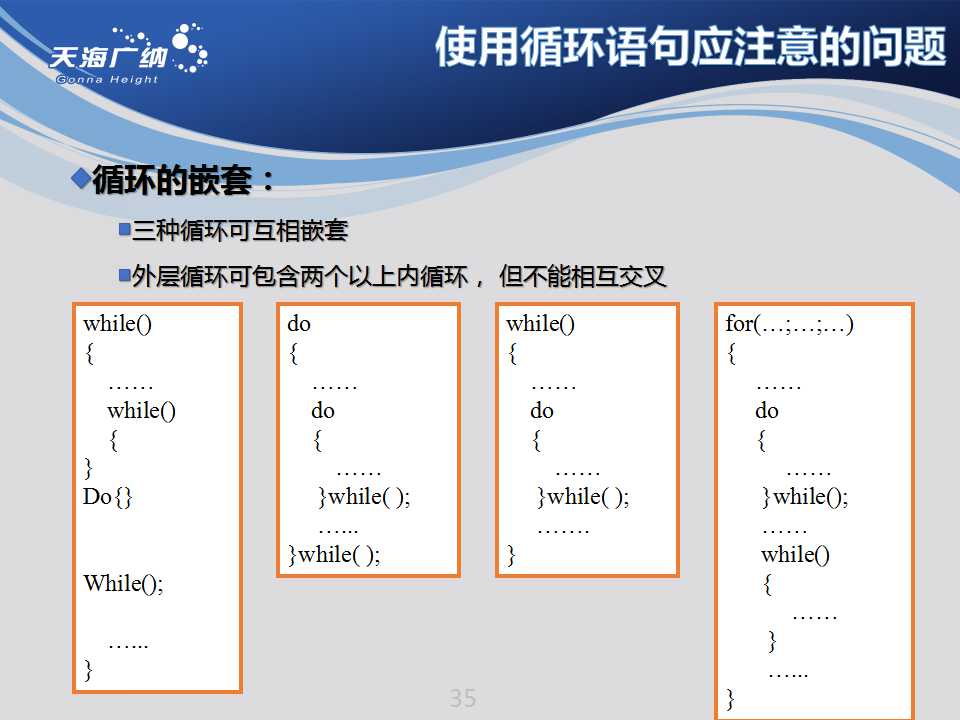 天海广纳
Gonna Height
使用循环语句应注意的问题
循环的嵌套：
三种循环可互相嵌套
外层循环可包含两个以上内循环， 但不能相互交叉
while()
{
……
while()
{
}
Do{}
While();
…...
}
do
{
……
do
{
……
}while( );
…...
}while( );
while()
{
……
do
{
……
}while( );
…….
}
for(…;…;…)
{
……
do
{
……
}while();
……
while()
{
……
}
…...
}
35